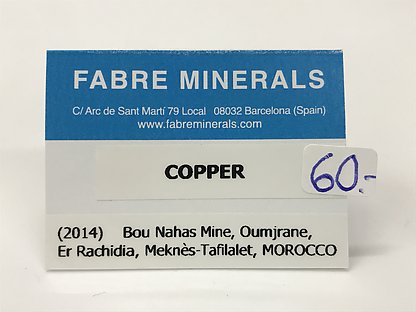 FABRE MINERALS
C/ Arc de Sant Martí 79 Local 08032 Barcelona (Spain)
www.fabreminerals.com
COPPER
60.-
(2014) Bou Nahas Mine, Oumjrane,
Er Rachidia, Meknès-Tafilalet, MOROCCO